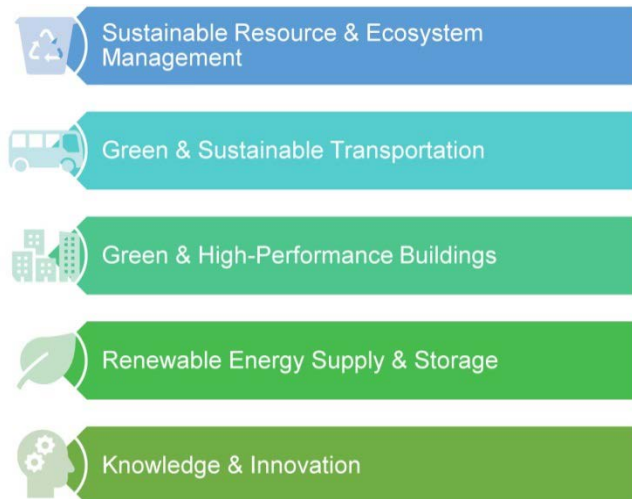 Sustainable Resource & Ecosystem
Management
Green & Sustainable Transportation
Green & High-Performance Buildings
Renewable Energy Supply & Storage
Knowledge & Innovation